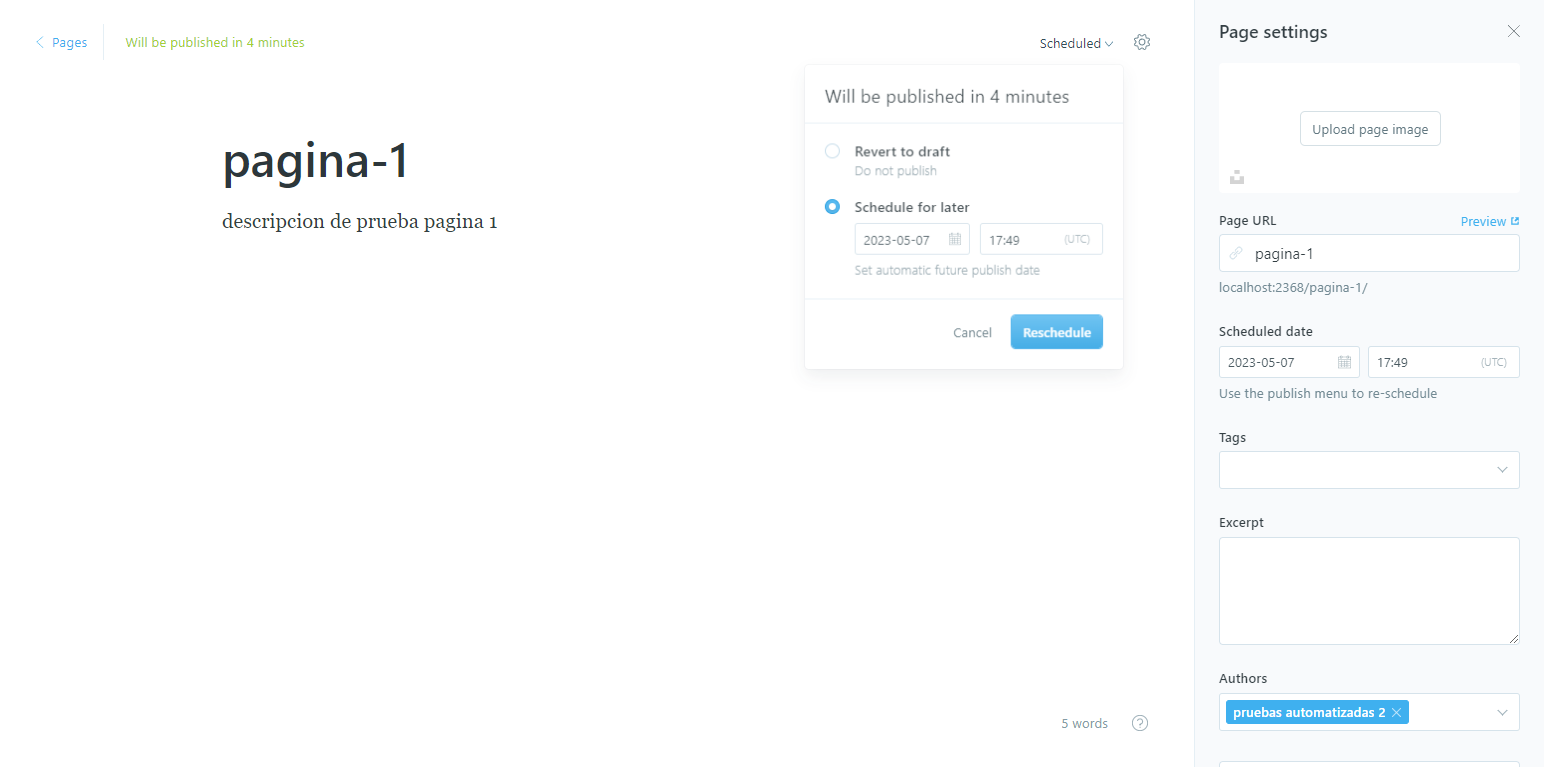 Pages
Will be published in 4 minutes
Scheduled
pagina-1
descripcion de prueba pagina 1
Will be published in 4 minutes
Revert to draft
Do not publish
Schedule for later
2023-05-07 17:49 (UTC)
Set automatic future publish date
Cancel Reschedule
5 words
Page settings
Upload page image
Page URL Preview
pagina-1
localhost:2368/pagina-1/
Scheduled date
2023-05-07 17:49 (UTC)
Use the publish menu to re-schedule
Tags
Excerpt
Authors
pruebas automatizadas 2